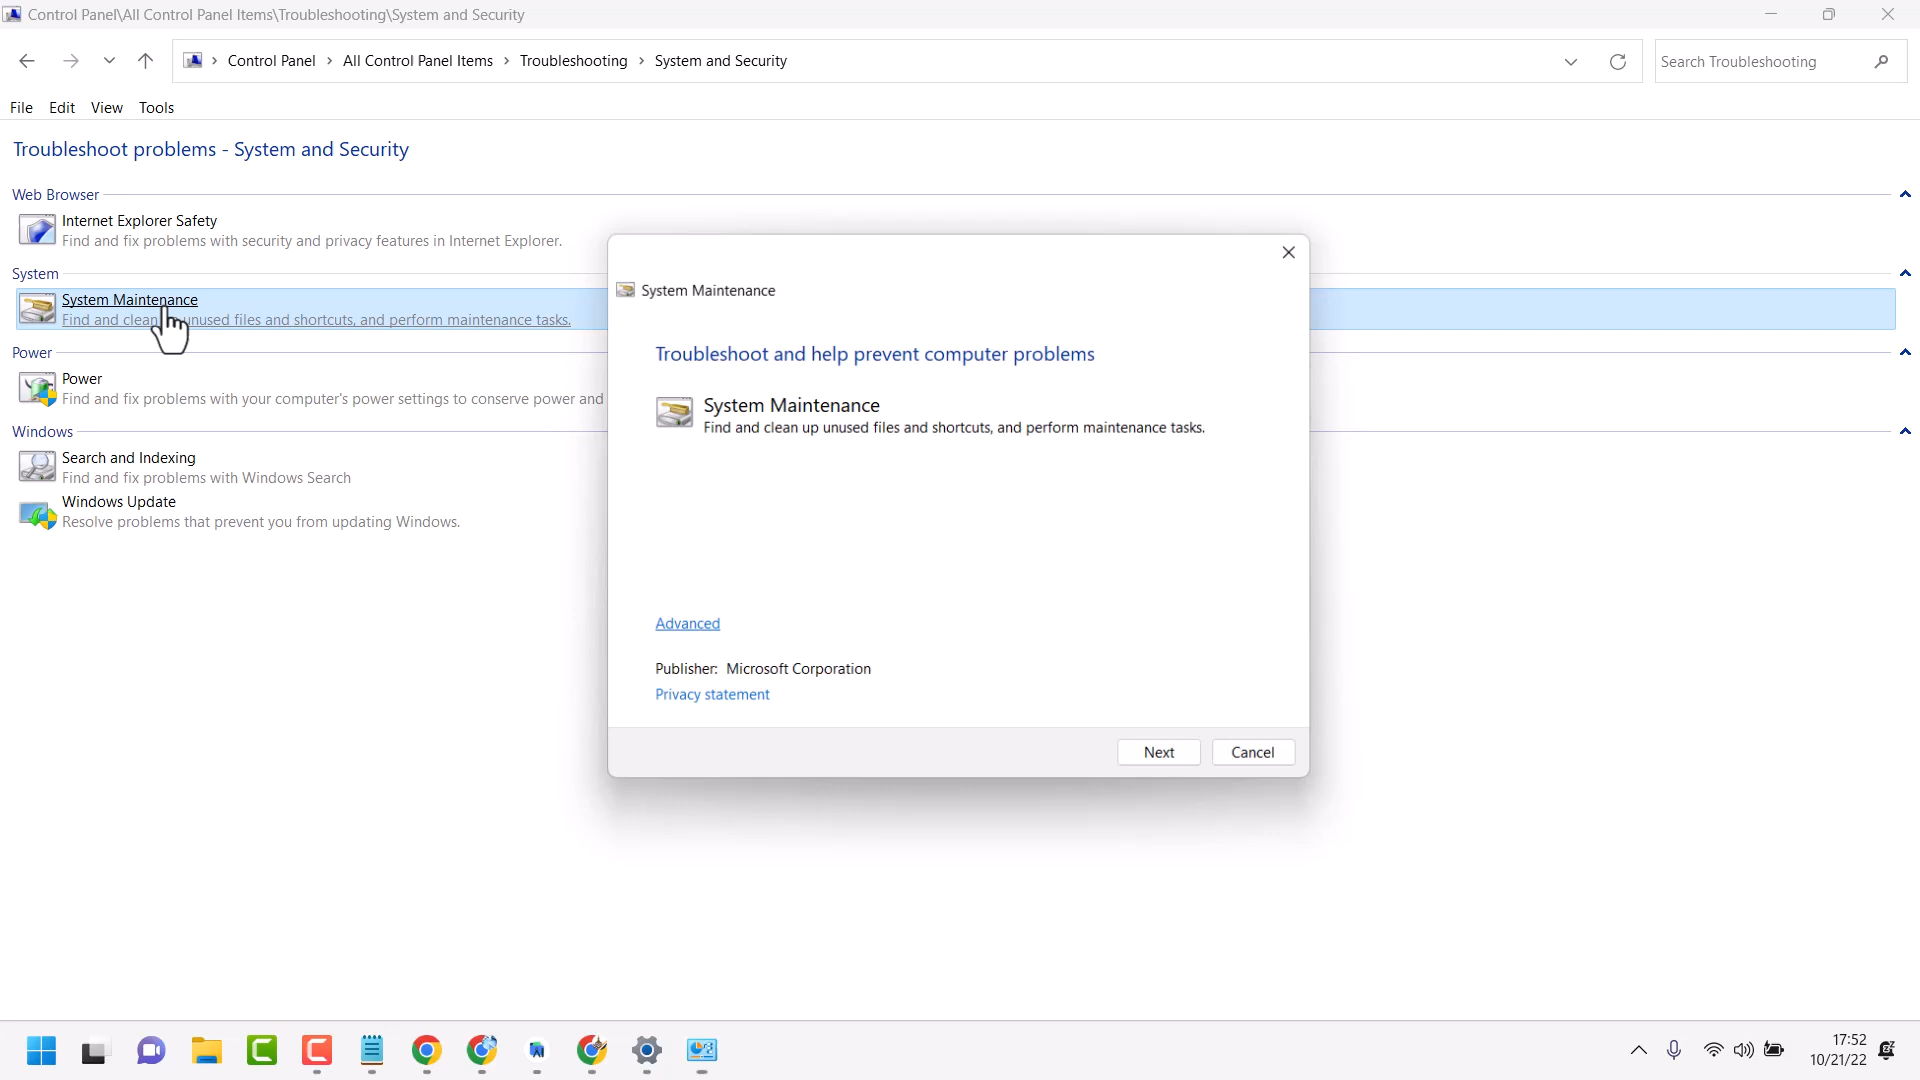 Control Panel\All Control Panel Items\Troubleshooting\System and Security
Control Panel > All Control Panel Items > Troubleshooting > System and Security
Search Troubleshooting
File Edit View Tools
Troubleshoot problems - System and Security
Web Browser
Internet Explorer Safety
Find and fix problems with security and privacy features in Internet Explorer.
System
System Maintenance
Find and clean unused files and shortcuts, and perform maintenance tasks.
Power
Power
Find and fix problems with your computer's power settings to conserve power and
Windows
Search and Indexing
Find and fix problems with Windows Search
Windows Update
Resolve problems that prevent you from updating Windows.
System Maintenance
Troubleshoot and help prevent computer problems
System Maintenance
Find and clean up unused files and shortcuts, and perform maintenance tasks.
Advanced
Publisher: Microsoft Corporation
Privacy statement
Next Cancel
17:52
10/21/22